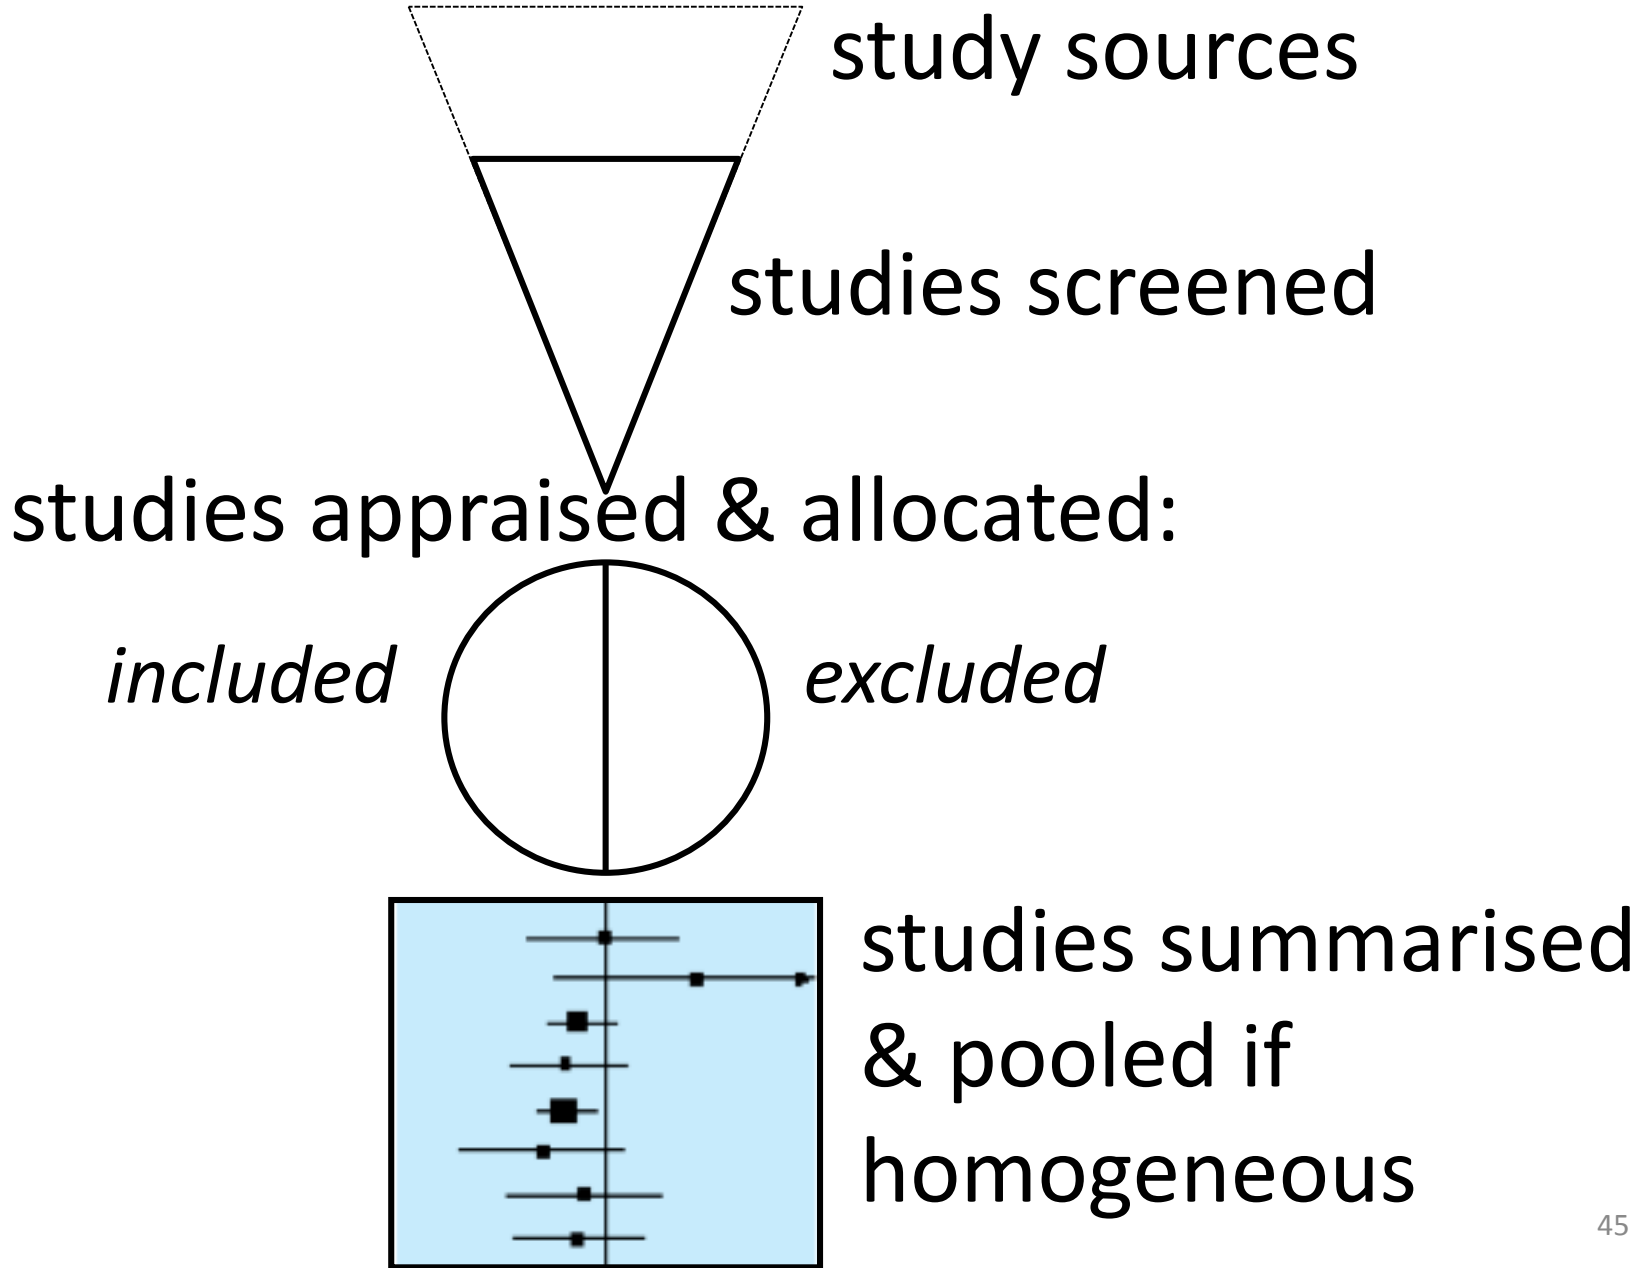 study sources
studies screened
studies appraised & allocated:
included
excluded
studies summarised
& pooled if
homogeneous
45